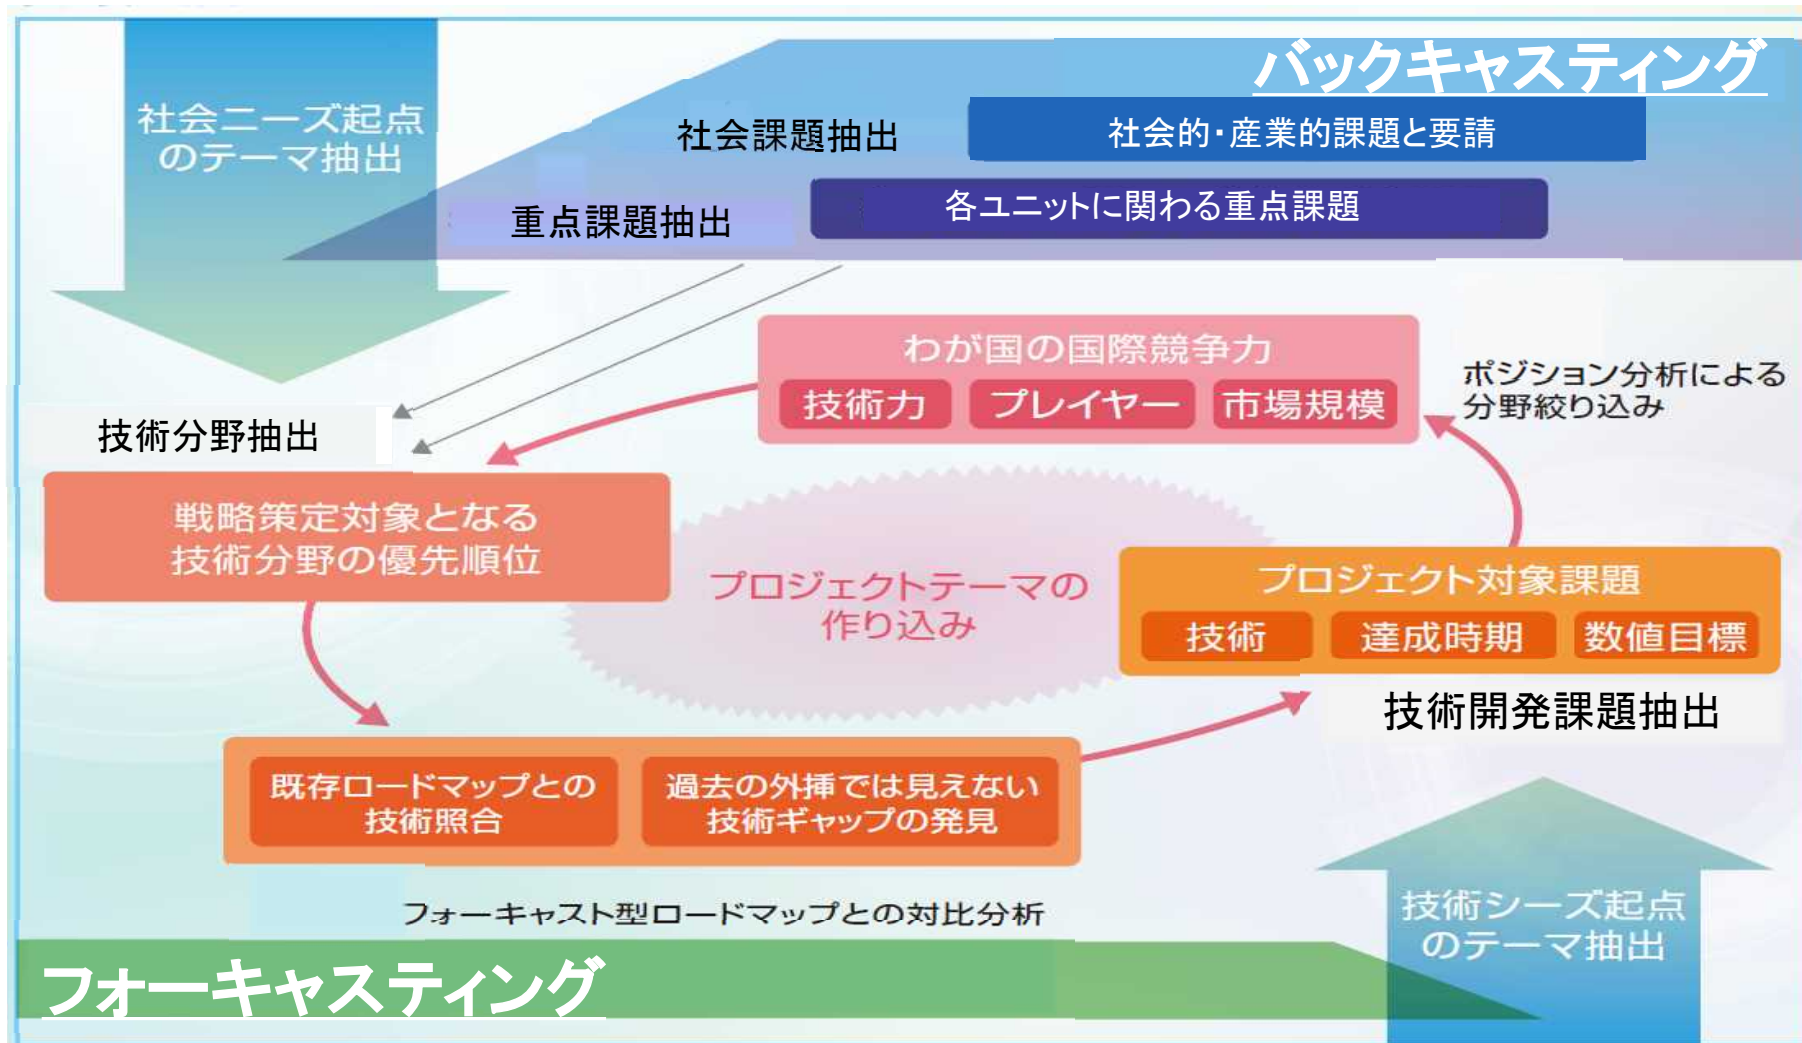 バックキャスティング
社会ニーズ起点
のテーマ抽出
社会課題抽出
社会的・産業的課題と要請
重点課題抽出
各ユニットに関わる重点課題
わが国の国際競争力
技術力
プレイヤー
市場規模
ポジション分析による
分野絞り込み
技術分野抽出
戦略策定対象となる
技術分野の優先順位
プロジェクトテーマの
作り込み
プロジェクト対象課題
技術
達成時期
数値目標
技術開発課題抽出
既存ロードマップとの
技術照合
過去の外挿では見えない
技術ギャップの発見
フォーキャスト型ロードマップとの対比分析
技術シーズ起点
のテーマ抽出
フォーキャスティング